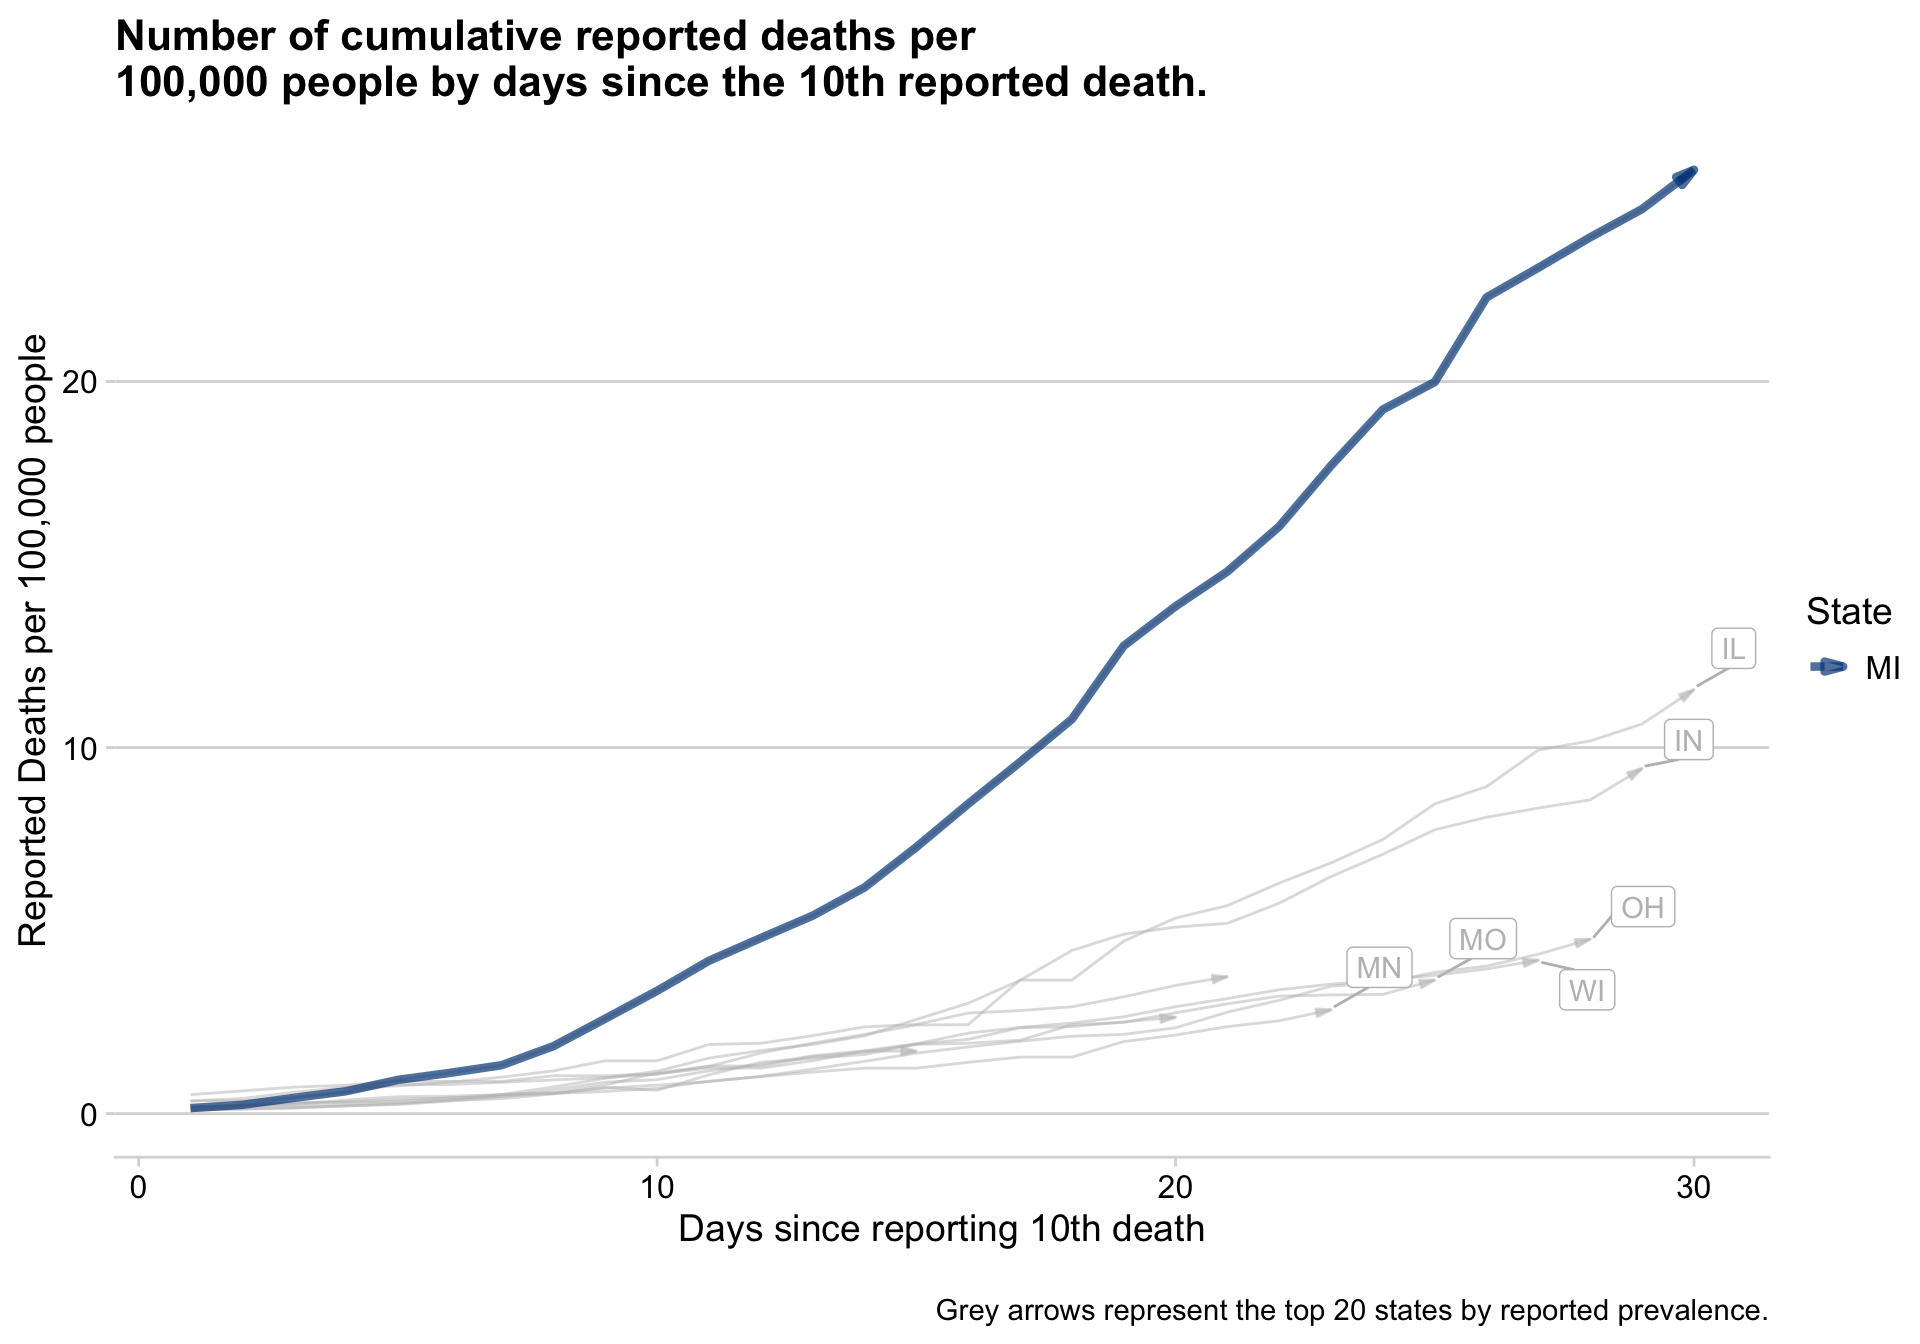 Number of cumulative reported deaths per
100,000 people by days since the 10th reported death.
Reported Deaths per 100,000 people
20
10
0
IL
IN
OH
MO
MN
WI
State
MI
0
10
20
30
Days since reporting 10th death
Grey arrows represent the top 20 states by reported prevalence.